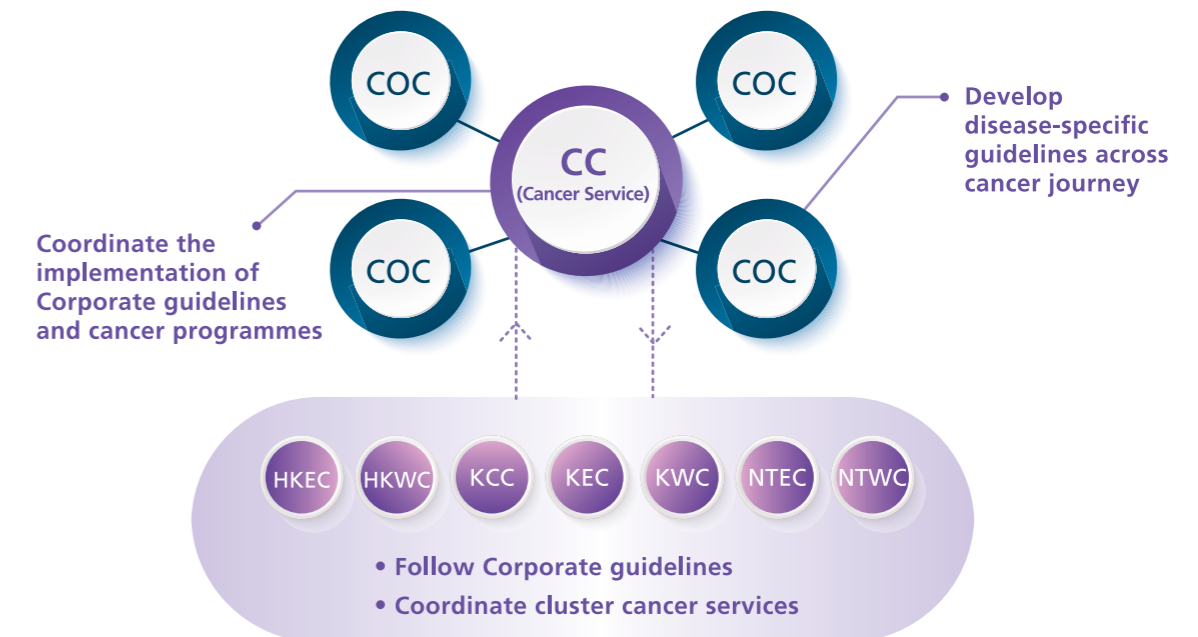 COC
COC
CC
(Cancer Service)
Develop
disease-specific
guidelines across
cancer journey
Coordinate the
implementation of
Corporate guidelines
and cancer programmes
COC
COC
HKEC HKWC KCC KEC KWC NTEC NTWC
• Follow Corporate guidelines
• Coordinate cluster cancer services